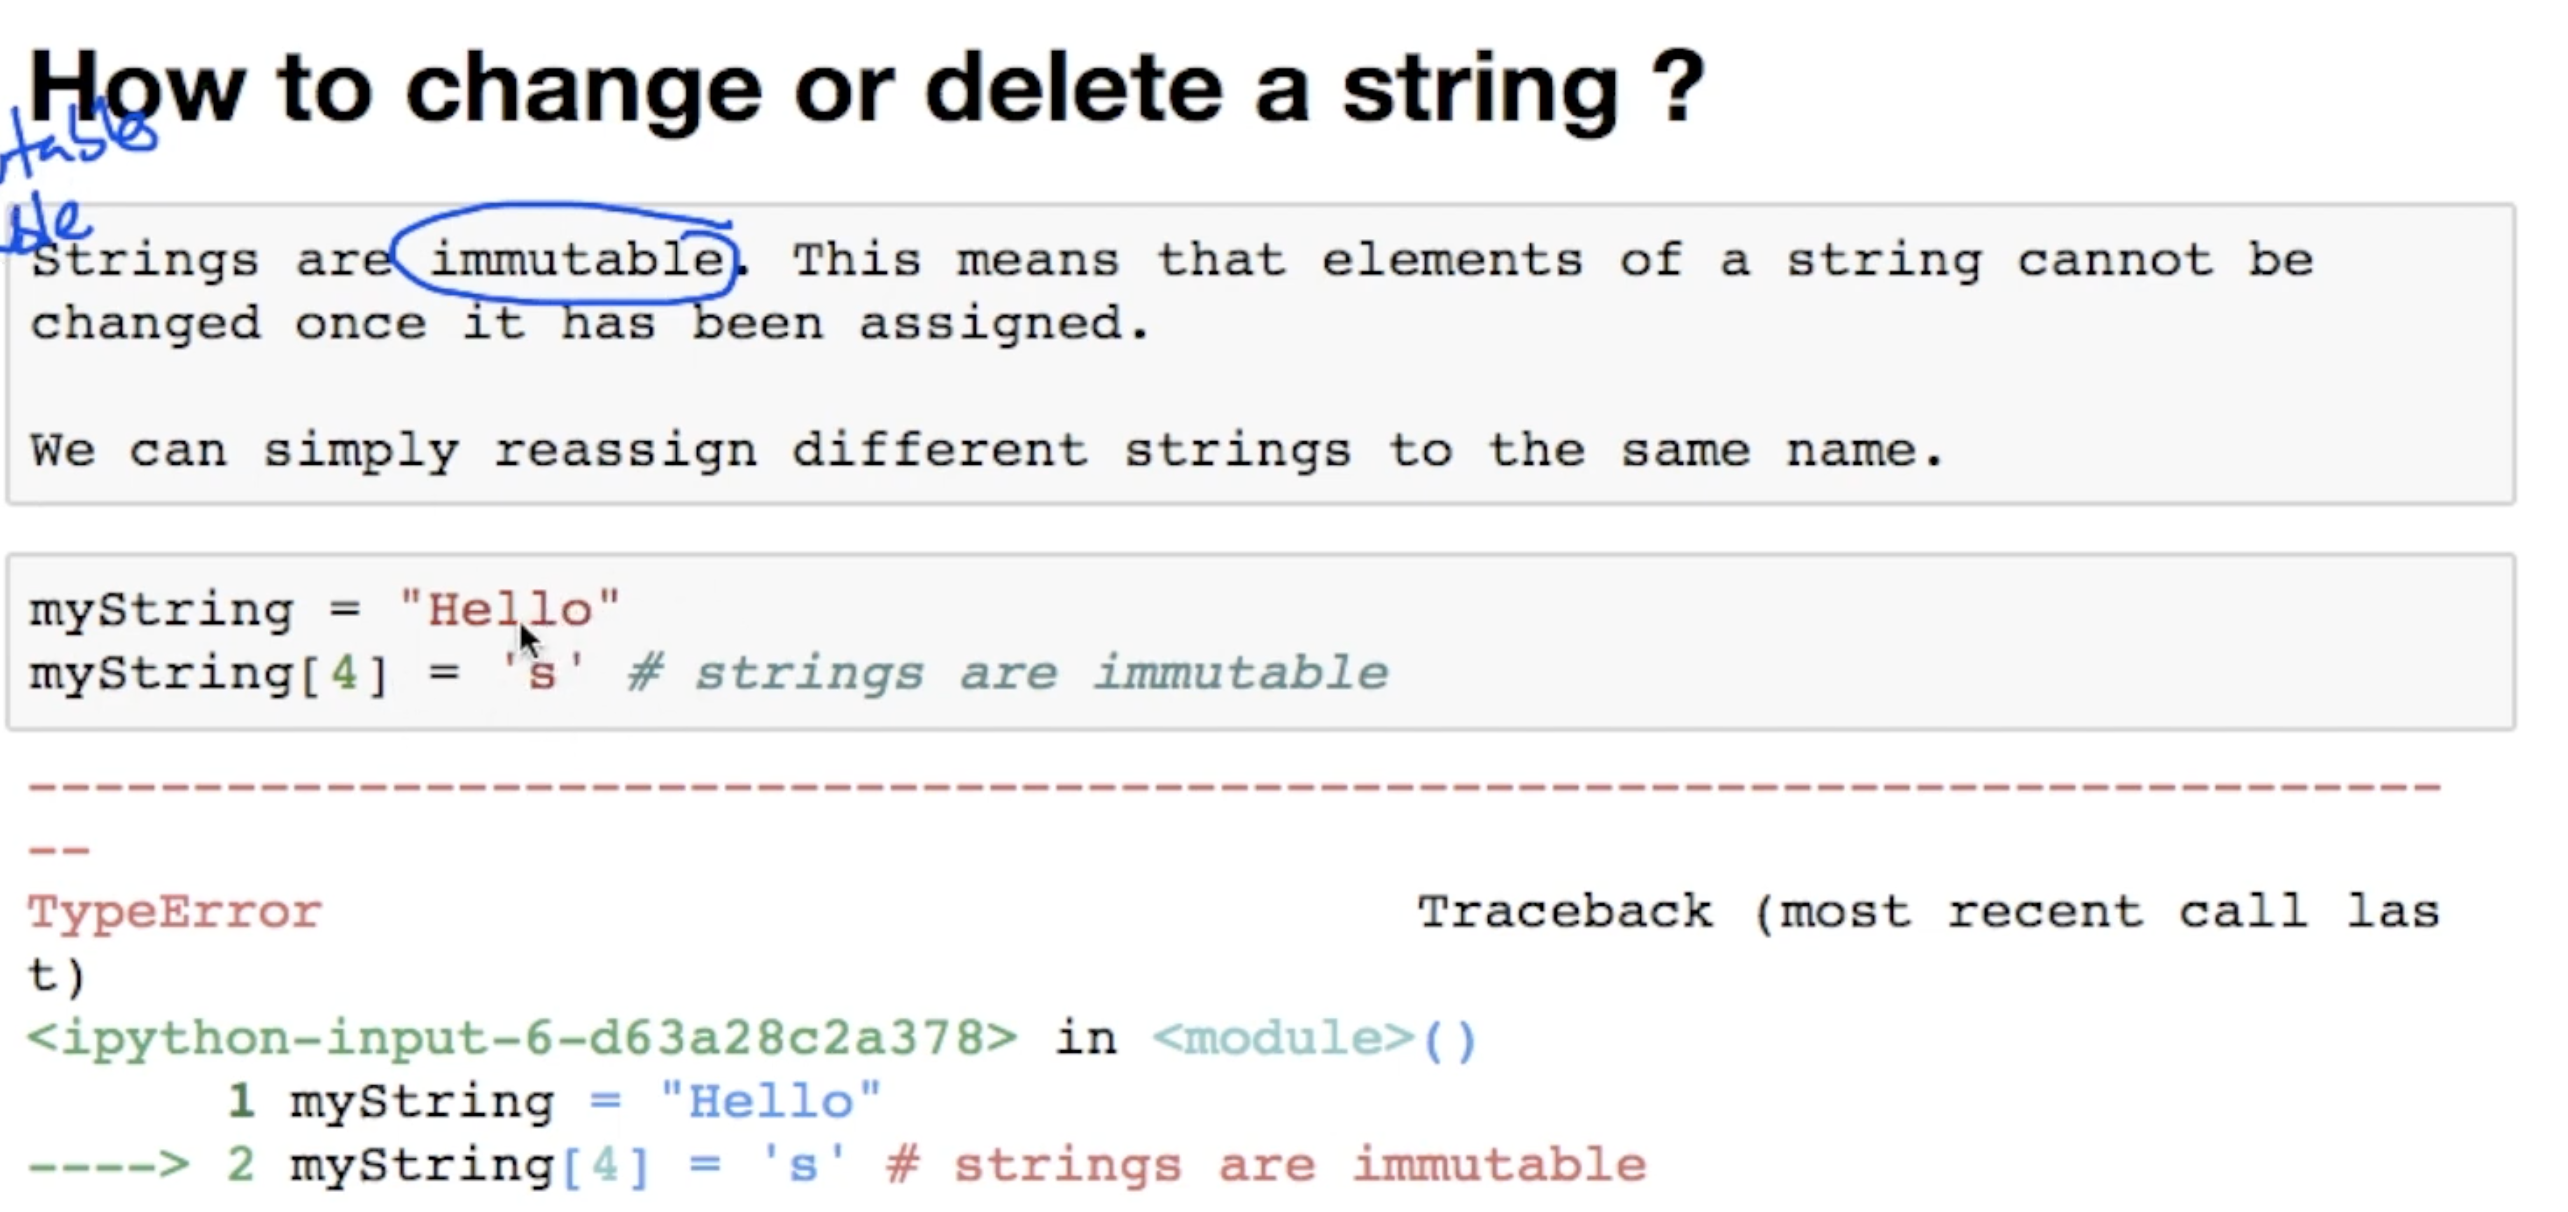 How to change or delete a string ?
Strings are immutable. This means that elements of a string cannot be
changed once it has been assigned.
We can simply reassign different strings to the same name.
myString = "Hello"
myString[4] = 's' # strings are immutable
---------------------------------------------------------------------------
--
TypeError Traceback (most recent call las
t)
<ipython-input-6-d63a28c2a378> in <module>()
1 myString = "Hello"
----> 2 myString[4] = 's' # strings are immutable